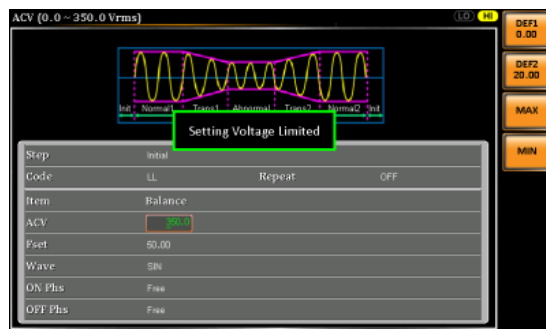 ACV (0.0 ~ 350.0 Vrms)
LO HI
DEF1
0.00
DEF2
20.00
MAX
MIN
Init Normal1 Trans1 Abnormal Trans2 Normal2 Init
Setting Voltage Limited
Step Initial
Code LL Repeat OFF
Item Balance
ACV 350.0
Fset 50.00
Wave SIN
ON Phs Free
OFF Phs Free